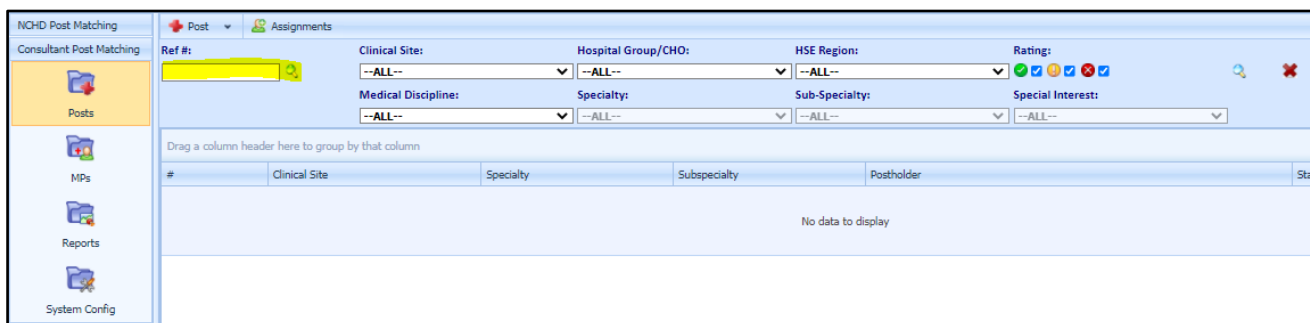 NCHD Post Matching
Consultant Post Matching
Posts
MPs
Reports
System Config
Post Assignments
Ref #: Clinical Site: Hospital Group/CHO: HSE Region: Rating:
--ALL-- --ALL-- --ALL--
Medical Discipline: Specialty: Sub-Specialty: Special Interest:
--ALL-- --ALL-- --ALL-- --ALL--
Drag a column header here to group by that column
# Clinical Site Specialty Subspecialty Postholder Sta
No data to display